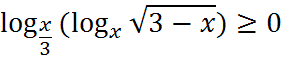 log_{x/3} (log_x √(3 − x)) ≥ 0